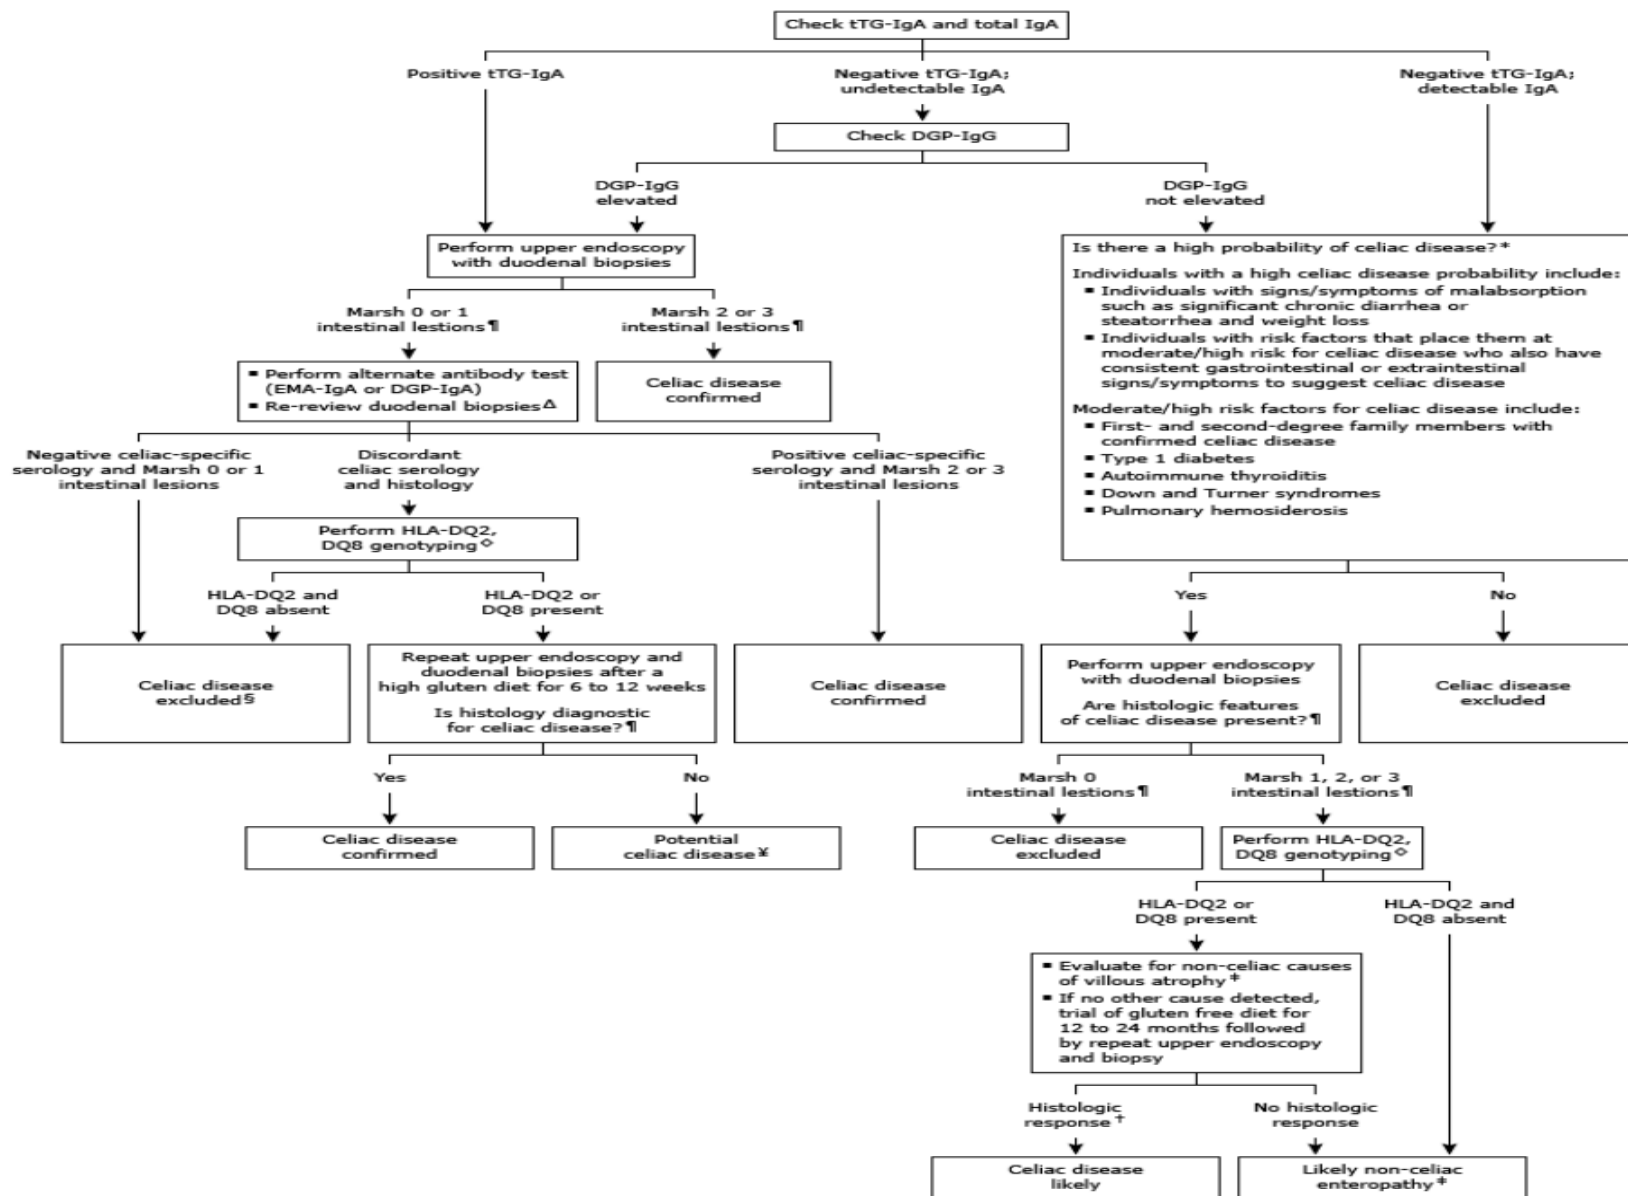 Check tTG-IgA and total IgA
Positive tTG-IgA
Negative tTG-IgA;
undetectable IgA
Negative tTG-IgA;
detectable IgA
Check DGP-IgG
DGP-IgG
elevated
DGP-IgG
not elevated
Perform upper endoscopy
with duodenal biopsies
Marsh 0 or 1
intestinal lesions¶
Marsh 2 or 3
intestinal lesions¶
▪ Perform alternate antibody test
(EMA-IgA or DGP-IgA)
▪ Re-review duodenal biopsiesΔ
Celiac disease
confirmed
Negative celiac-specific
serology and Marsh 0 or 1
intestinal lesions
Discordant
celiac serology
and histology
Positive celiac-specific
serology and Marsh 2 or 3
intestinal lesions
Perform HLA-DQ2,
DQ8 genotyping◇
HLA-DQ2 and
DQ8 absent
HLA-DQ2 or
DQ8 present
Celiac disease
excluded§
Repeat upper endoscopy and
duodenal biopsies after a
high gluten diet for 6 to 12 weeks
Is histology diagnostic
for celiac disease?¶
Celiac disease
confirmed
Yes
No
Celiac disease
confirmed
Potential
celiac disease¥
Is there a high probability of celiac disease?*
Individuals with a high celiac disease probability include:
▪ Individuals with signs/symptoms of malabsorption
such as significant chronic diarrhea or
steatorrhea and weight loss
▪ Individuals with risk factors that place them at
moderate/high risk for celiac disease who also have
consistent gastrointestinal or extraintestinal
signs/symptoms to suggest celiac disease
Moderate/high risk factors for celiac disease include:
▪ First- and second-degree family members with
confirmed celiac disease
▪ Type 1 diabetes
▪ Autoimmune thyroiditis
▪ Down and Turner syndromes
▪ Pulmonary hemosiderosis
Yes
No
Perform upper endoscopy
with duodenal biopsies
Are histologic features
of celiac disease present?¶
Celiac disease
excluded
Marsh 0
intestinal lesions¶
Marsh 1, 2, or 3
intestinal lesions¶
Celiac disease
excluded
Perform HLA-DQ2,
DQ8 genotyping◇
HLA-DQ2 or
DQ8 present
HLA-DQ2 and
DQ8 absent
▪ Evaluate for non-celiac causes
of villous atrophy‡
▪ If no other cause detected,
trial of gluten free diet for
12 to 24 months followed
by repeat upper endoscopy
and biopsy
Histologic
response†
No histologic
response
Celiac disease
likely
Likely non-celiac
enteropathy‡